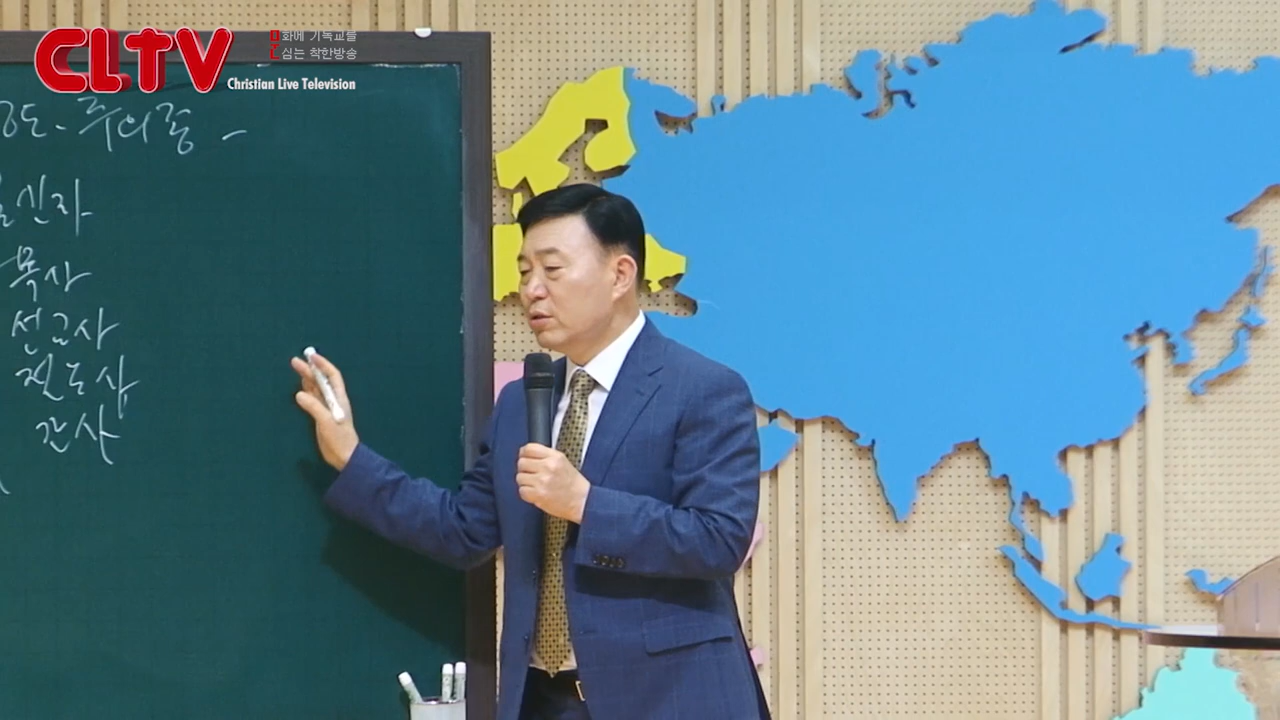 CLTV
문화에 기독교를
심는 착한방송
Christian Live Television
주의 종 -
신자
목사
선교사
전도사
간사